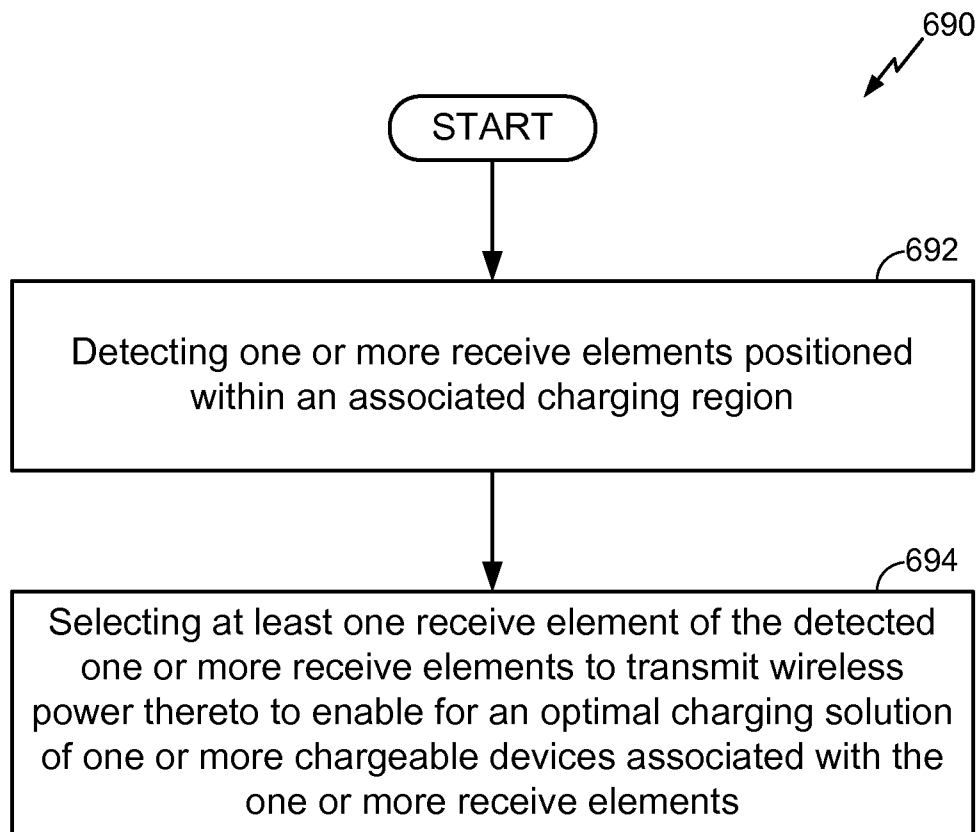 690
START
692
Detecting one or more receive elements positioned
within an associated charging region
694
Selecting at least one receive element of the detected
one or more receive elements to transmit wireless
power thereto to enable for an optimal charging solution
of one or more chargeable devices associated with the
one or more receive elements